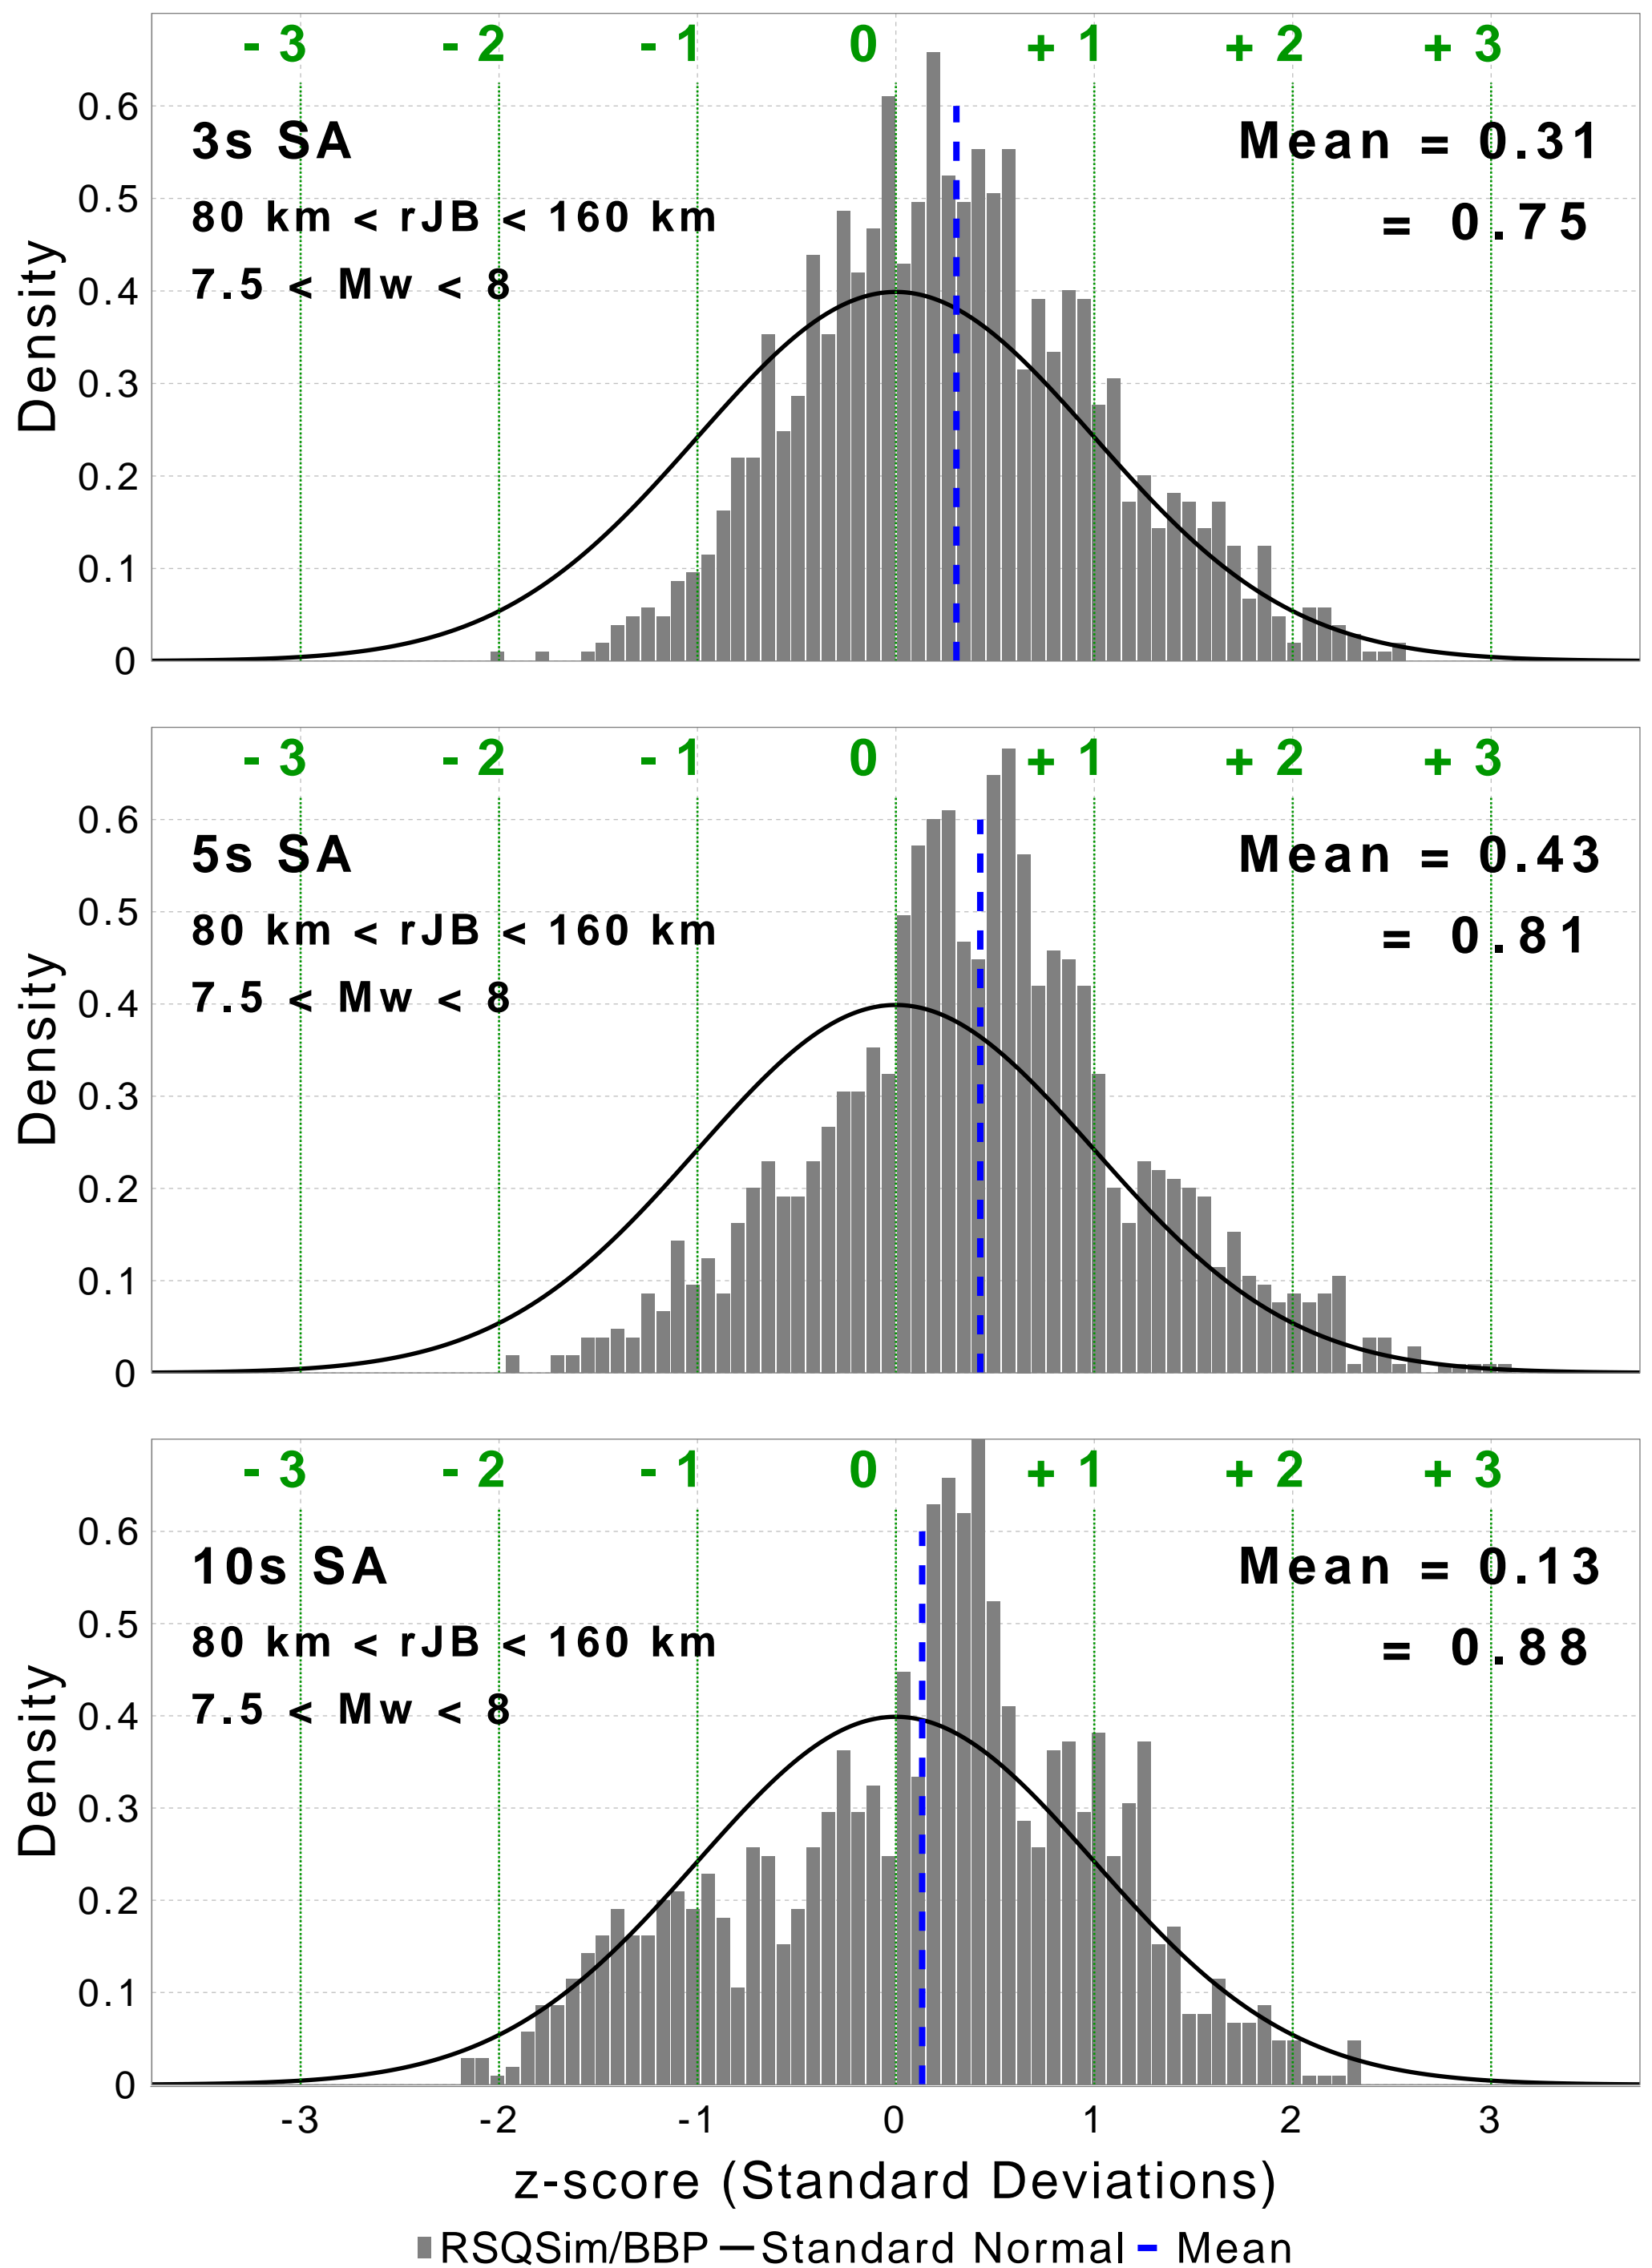 - 3 - 2 - 1 0 + 1 + 2 + 3
0.6
3s SA Mean = 0.31
0.5
80 km < rJB < 160 km = 0.75
7.5 < Mw < 8
0.4
Density
0.3
0.2
0.1
0
- 3 - 2 - 1 0 + 1 + 2 + 3
0.6
5s SA Mean = 0.43
0.5
80 km < rJB < 160 km = 0.81
7.5 < Mw < 8
0.4
Density
0.3
0.2
0.1
0
- 3 - 2 - 1 0 + 1 + 2 + 3
0.6
10s SA Mean = 0.13
0.5
80 km < rJB < 160 km = 0.88
7.5 < Mw < 8
0.4
Density
0.3
0.2
0.1
0
-3 -2 -1 0 1 2 3
z-score (Standard Deviations)
RSQSim/BBP Standard Normal Mean